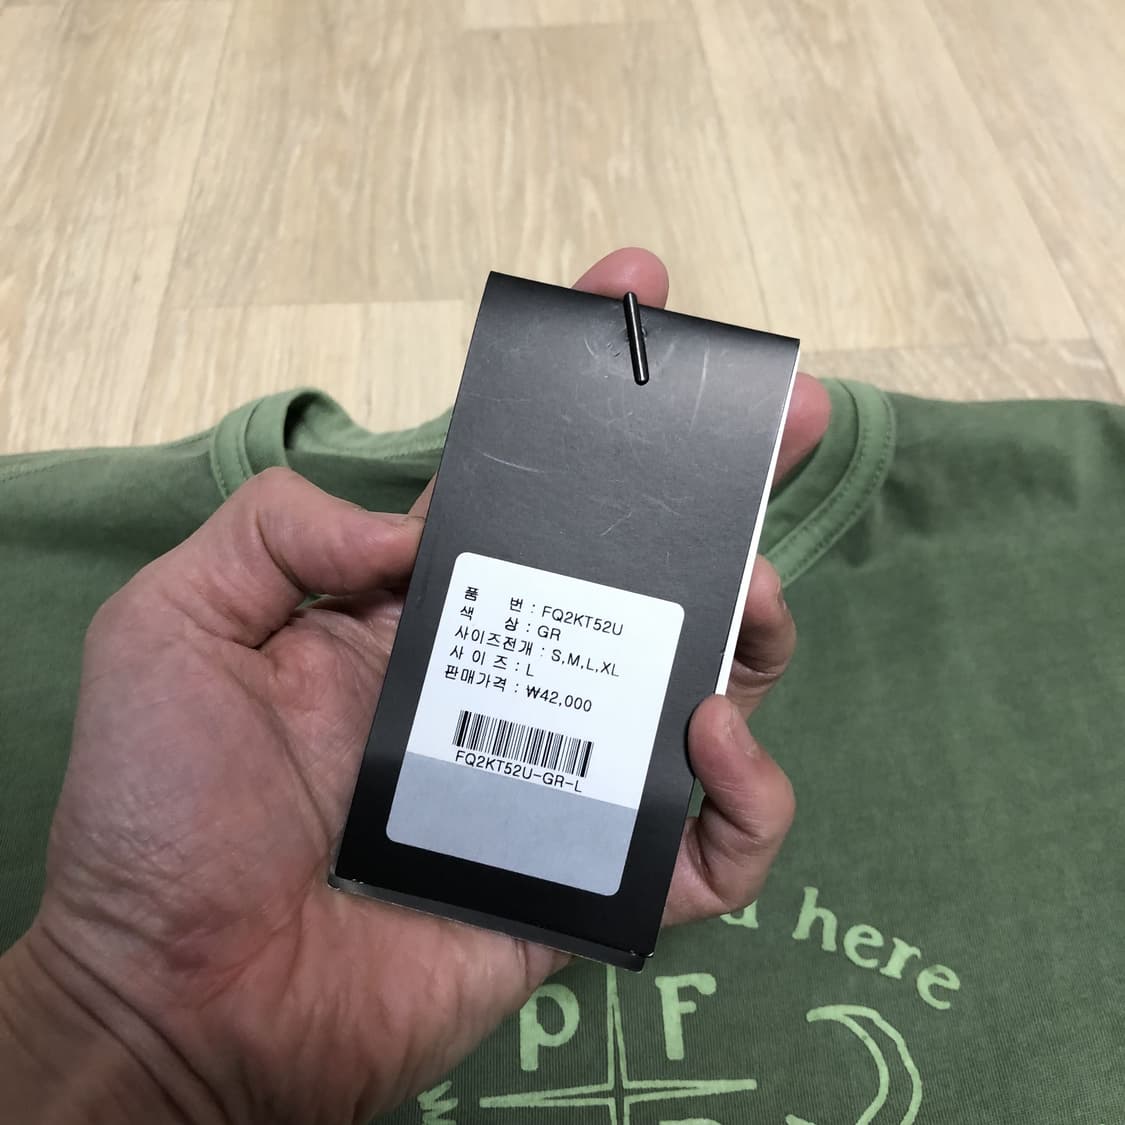 품 번 : FQ2KT52U
색 상 : GR
사이즈전개 : S,M,L,XL
사 이 즈 : L
판매가격 : ₩42,000
FQ2KT52U-GR-L
here
p F